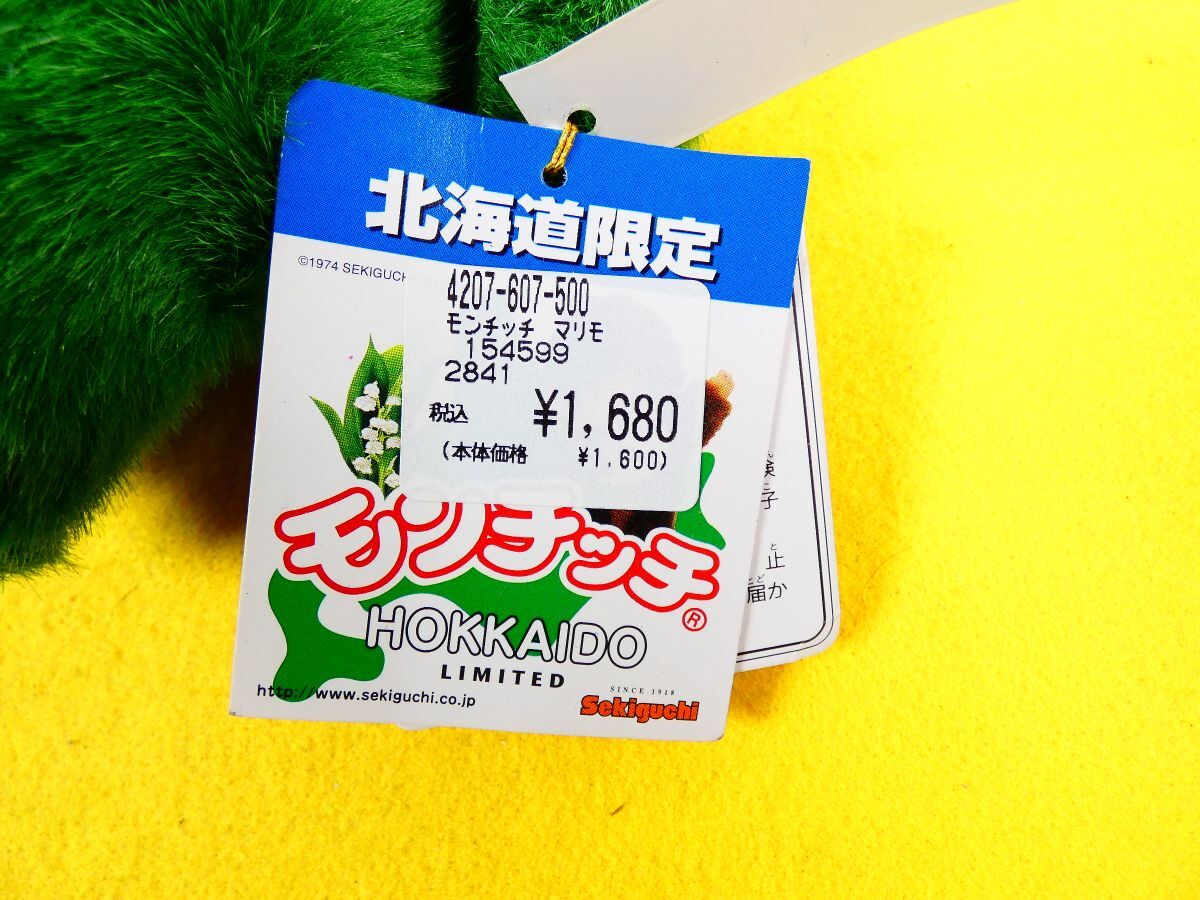 北海道限定
©1974 SEKIGUCH
4207-607-500
モンチッチ マリモ
154599
2841
税込 ¥1,680
(本体価格 ¥1,600)
モンチッチ®
HOKKAIDO
LIMITED
http://www.sekiguchi.co.jp
SINCE 1918
Sekiguchi
子
止
届か